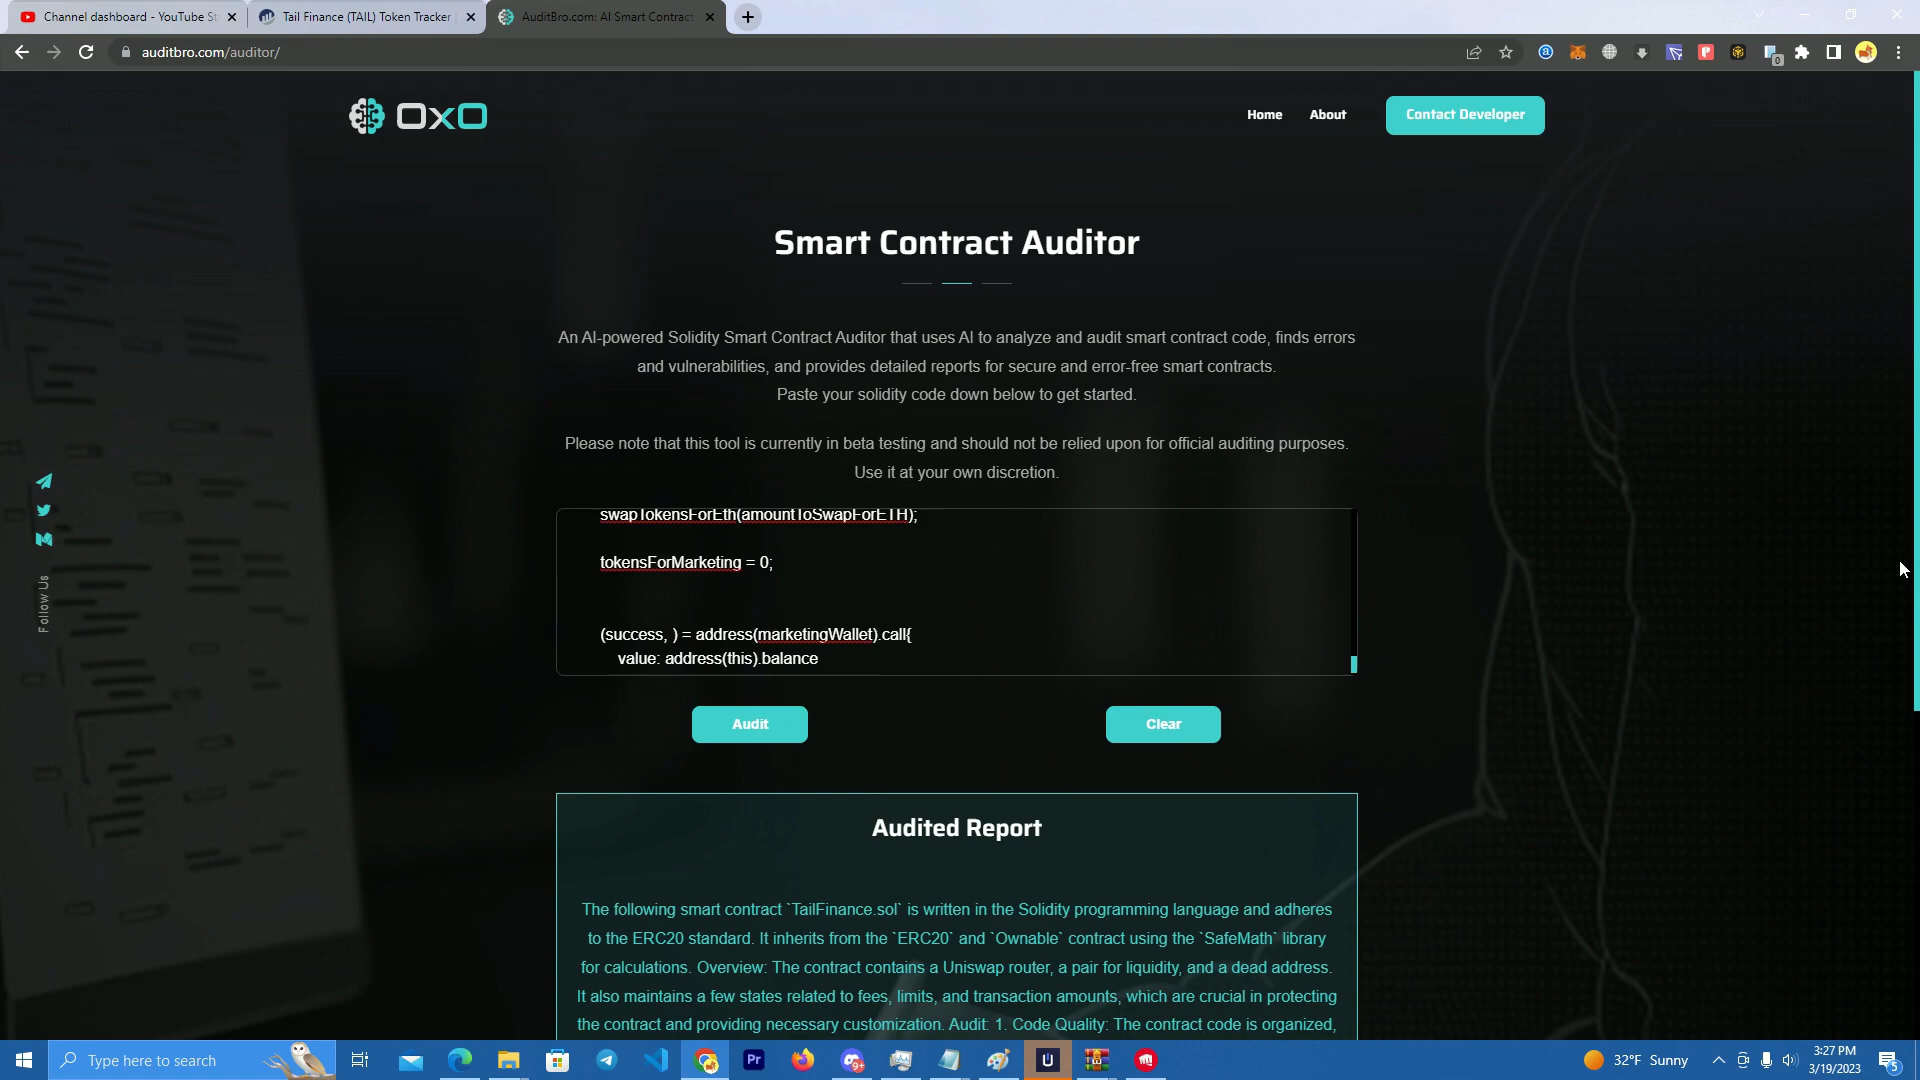 Channel dashboard - YouTube St
Tail Finance (TAIL) Token Tracker
AuditBro.com: AI Smart Contract
auditbro.com/auditor/
0
OxO
Home
About
Contact Developer
Smart Contract Auditor
An AI-powered Solidity Smart Contract Auditor that uses AI to analyze and audit smart contract code, finds errors
and vulnerabilities, and provides detailed reports for secure and error-free smart contracts.
Paste your solidity code down below to get started.
Please note that this tool is currently in beta testing and should not be relied upon for official auditing purposes.
Use it at your own discretion.
swapTokensForEth(amountToSwapForETH);
tokensForMarketing = 0;
(success, ) = address(marketingWallet).call{
value: address(this).balance
Follow Us
Audit
Clear
Audited Report
The following smart contract `TailFinance.sol` is written in the Solidity programming language and adheres
to the ERC20 standard. It inherits from the `ERC20` and `Ownable` contract using the `SafeMath` library
for calculations. Overview: The contract contains a Uniswap router, a pair for liquidity, and a dead address.
It also maintains a few states related to fees, limits, and transaction amounts, which are crucial in protecting
the contract and providing necessary customization. Audit: 1. Code Quality: The contract code is organized,
Type here to search
Pr
9+
U
32°F Sunny
3:27 PM
3/19/2023
5